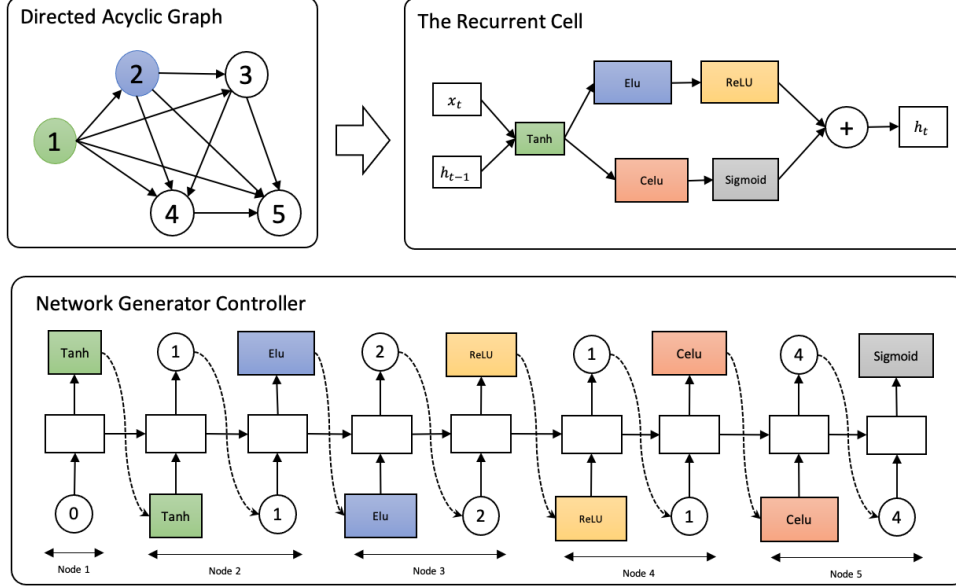 Directed Acyclic Graph
1
2
3
4
5
The Recurrent Cell
x_t
h_{t-1}
Tanh
Elu
ReLU
Celu
Sigmoid
+
h_t
Network Generator Controller
Tanh
1
Elu
2
ReLU
1
Celu
4
Sigmoid
0
Tanh
1
Elu
2
ReLU
1
Celu
4
Node 1
Node 2
Node 3
Node 4
Node 5